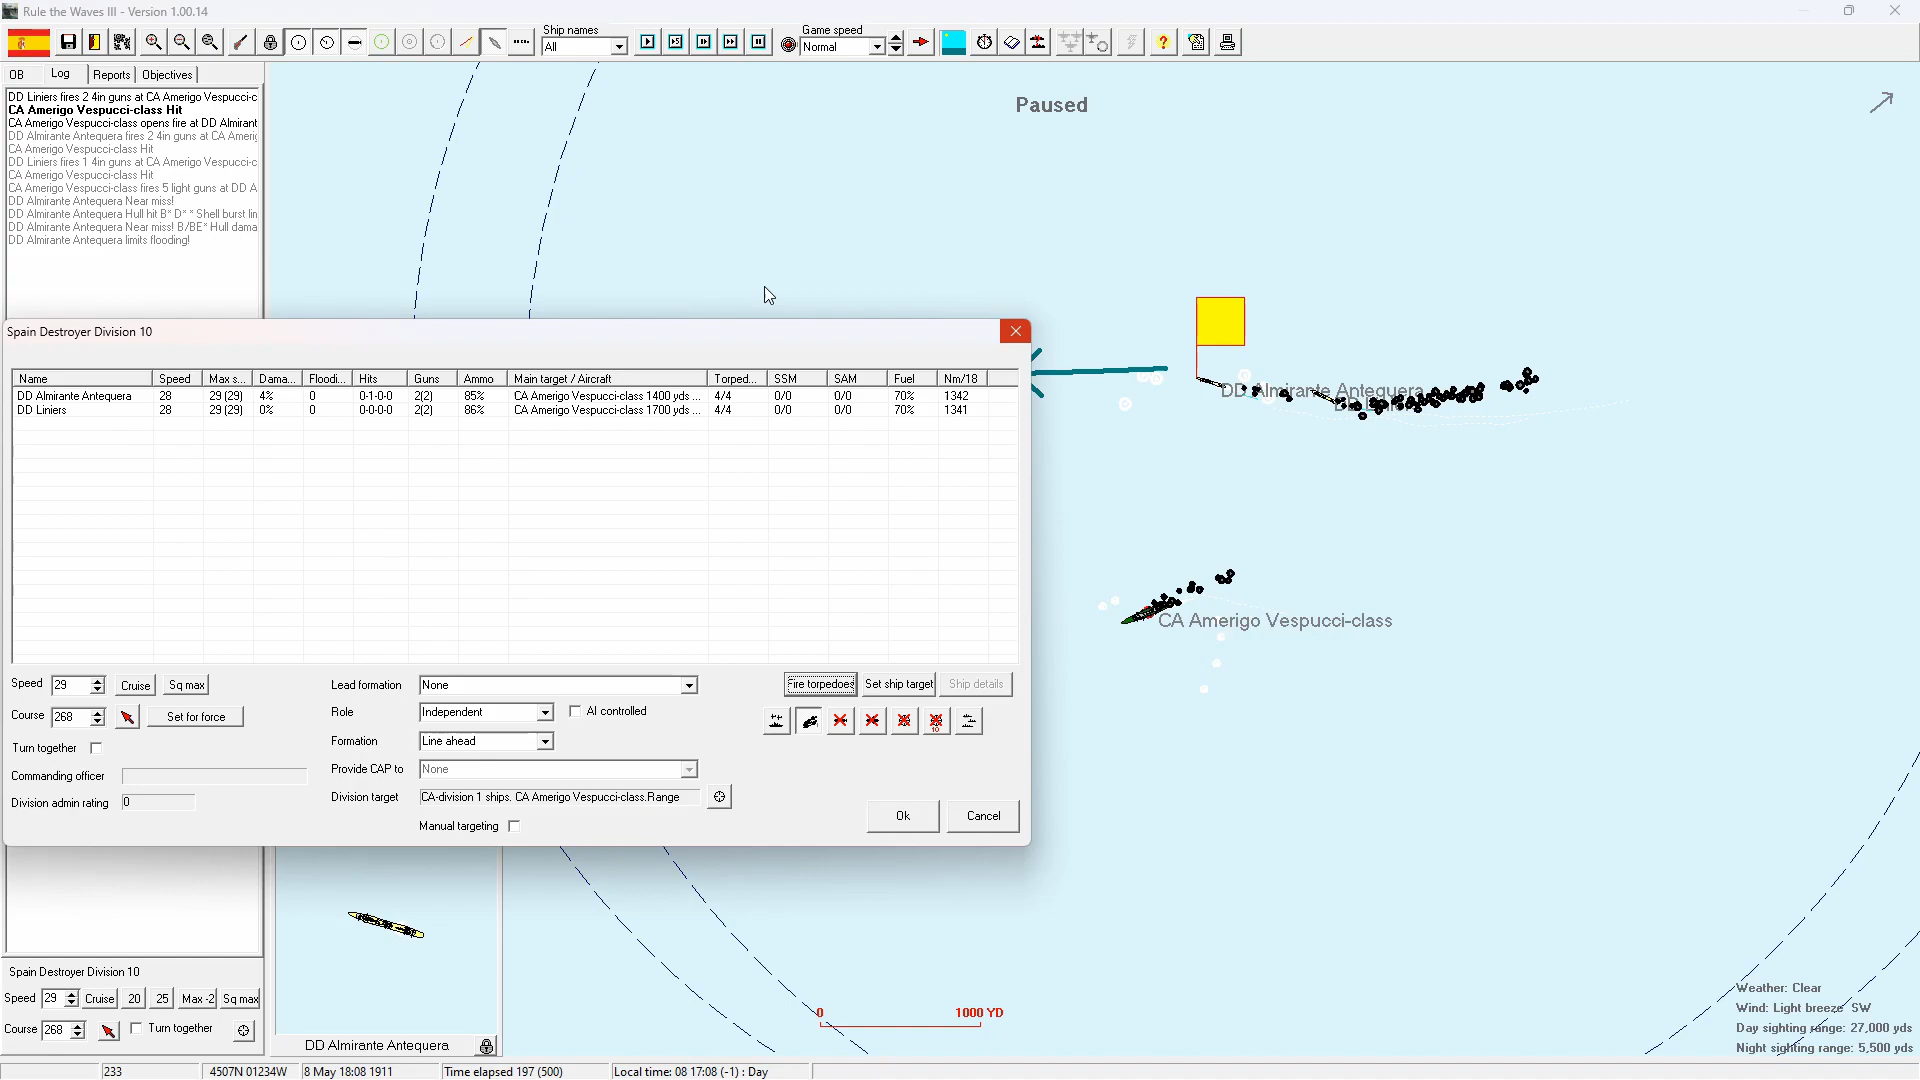 Rule the Waves III - Version 1.00.14
Ship names
All
Game speed
Normal
OB
Log
Reports
Objectives
DD Liniers fires 2 4in guns at CA Amerigo Vespucci-c
CA Amerigo Vespucci-class Hit
CA Amerigo Vespucci-class opens fire at DD Almirant
DD Almirante Antequera fires 2 4in guns at CA Amerig
CA Amerigo Vespucci-class Hit
DD Liniers fires 1 4in guns at CA Amerigo Vespucci-c
CA Amerigo Vespucci-class Hit
CA Amerigo Vespucci-class fires 5 light guns at DD A
DD Almirante Antequera Near miss!
DD Almirante Antequera Hull hit B* D* * Shell burst lin
DD Almirante Antequera Near miss! B/BE* Hull dama
DD Almirante Antequera limits flooding!
Paused
Spain Destroyer Division 10
Name Speed Max s... Dama... Floodi... Hits Guns Ammo Main target / Aircraft Torped... SSM SAM Fuel Nm/18
DD Almirante Antequera 28 29 (29) 4% 0 0-1-0-0 2(2) 85% CA Amerigo Vespucci-class 1400 yds ... 4/4 0/0 0/0 70% 1342
DD Liniers 28 29 (29) 0% 0 0-0-0-0 2(2) 86% CA Amerigo Vespucci-class 1700 yds ... 4/4 0/0 0/0 70% 1341
Speed 29 Cruise Sq max
Course 268 Set for force
Turn together
Commanding officer
Division admin rating 0
Lead formation None
Role Independent AI controlled
Formation Line ahead
Provide CAP to None
Division target CA-division 1 ships. CA Amerigo Vespucci-class.Range
Manual targeting
Fire torpedoes Set ship target Ship details
10
Ok Cancel
DD Almirante Antequera
CA Amerigo Vespucci-class
0 1000 YD
Weather: Clear
Wind: Light breeze SW
Day sighting range: 27,000 yds
Night sighting range: 5,500 yds
Spain Destroyer Division 10
Speed 29 Cruise 20 25 Max -2 Sq max
Course 268 Turn together
DD Almirante Antequera
233 4507N 01234W 8 May 18:08 1911 Time elapsed 197 (500) Local time: 08 17:08 (-1) : Day